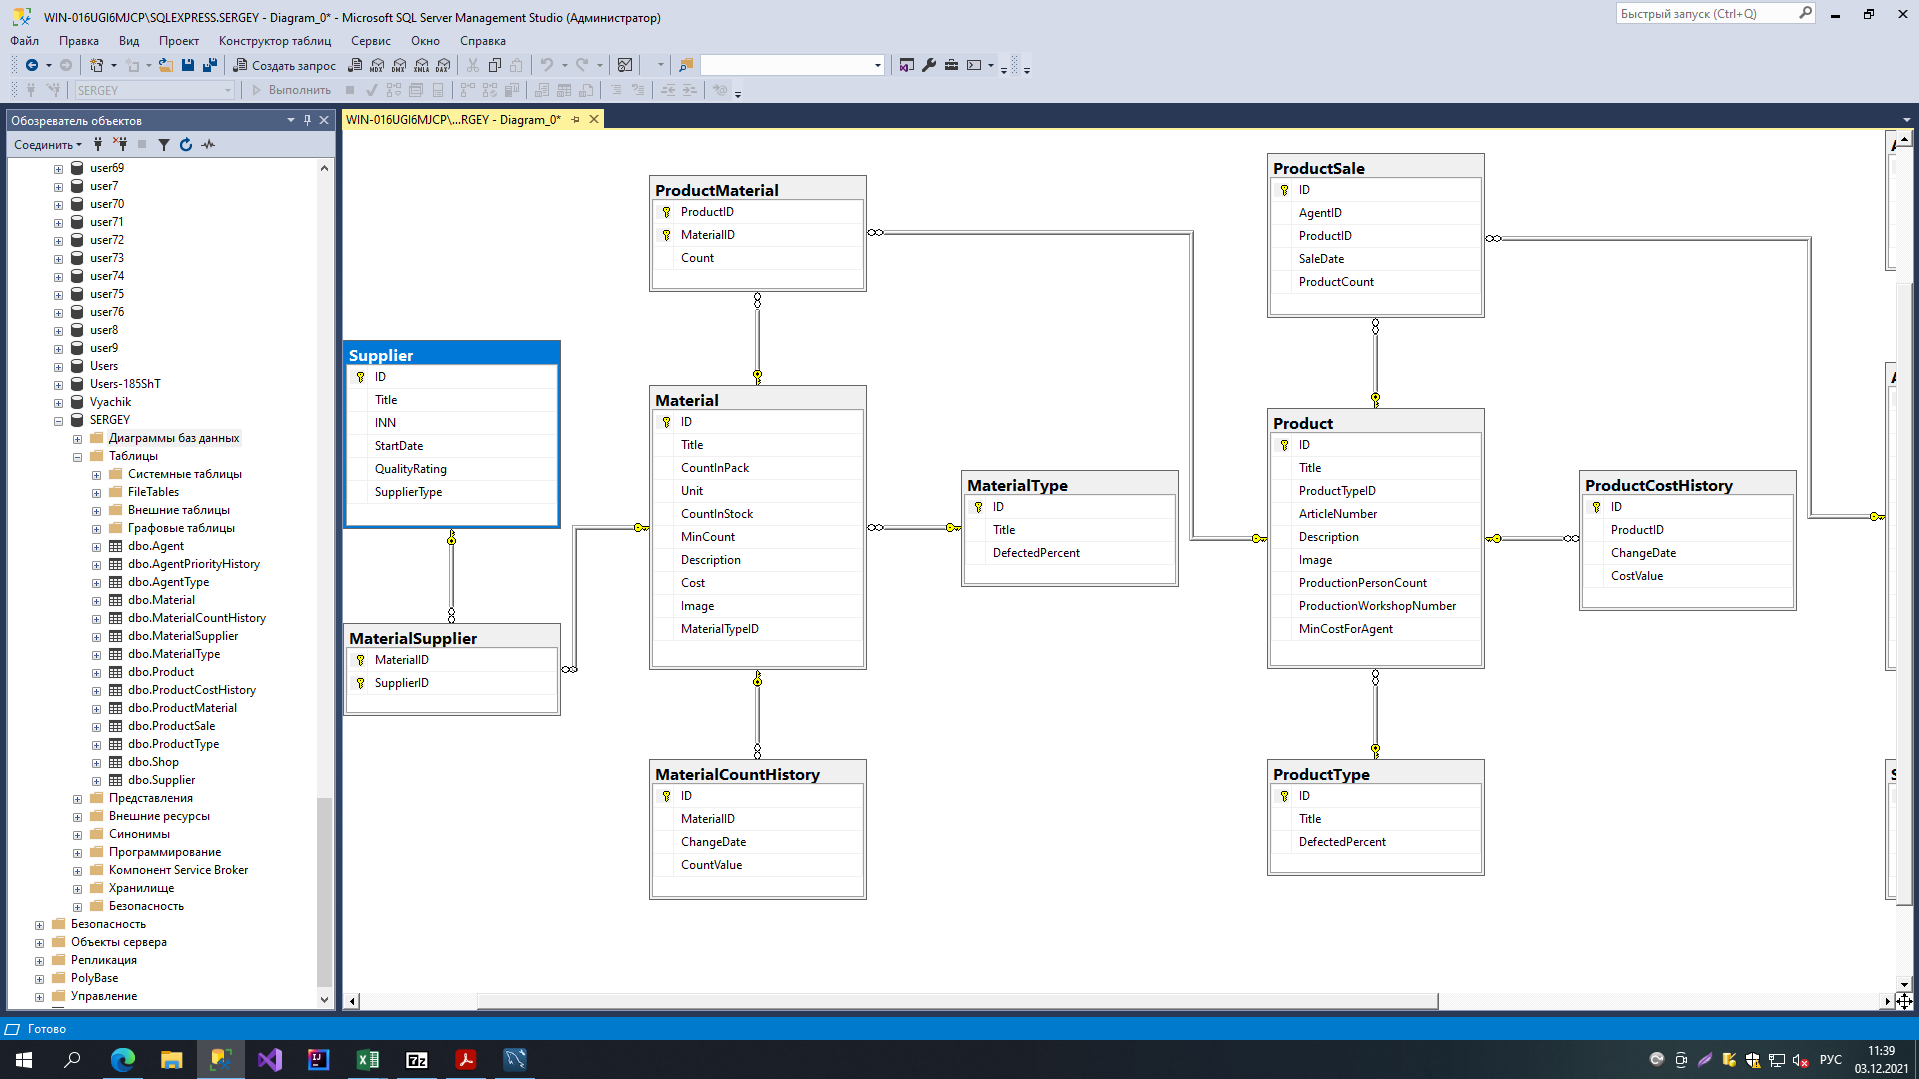 WIN-016UGI6MJCP\SQLEXPRESS.SERGEY - Diagram_0* - Microsoft SQL Server Management Studio (Администратор)
Быстрый запуск (Ctrl+Q)
Файл Правка Вид Проект Конструктор таблиц Сервис Окно Справка
Создать запрос MDX DMX XMLA DAX
SERGEY Выполнить
Обозреватель объектов
Соединить
user69
user7
user70
user71
user72
user73
user74
user75
user76
user8
user9
Users
Users-185ShT
Vyachik
SERGEY
Диаграммы баз данных
Таблицы
Системные таблицы
FileTables
Внешние таблицы
Графовые таблицы
dbo.Agent
dbo.AgentPriorityHistory
dbo.AgentType
dbo.Material
dbo.MaterialCountHistory
dbo.MaterialSupplier
dbo.MaterialType
dbo.Product
dbo.ProductCostHistory
dbo.ProductMaterial
dbo.ProductSale
dbo.ProductType
dbo.Shop
dbo.Supplier
Представления
Внешние ресурсы
Синонимы
Программирование
Компонент Service Broker
Хранилище
Безопасность
Безопасность
Объекты сервера
Репликация
PolyBase
Управление
WIN-016UGI6MJCP\...RGEY - Diagram_0*
Supplier
ID
Title
INN
StartDate
QualityRating
SupplierType
MaterialSupplier
MaterialID
SupplierID
ProductMaterial
ProductID
MaterialID
Count
Material
ID
Title
CountInPack
Unit
CountInStock
MinCount
Description
Cost
Image
MaterialTypeID
MaterialCountHistory
ID
MaterialID
ChangeDate
CountValue
MaterialType
ID
Title
DefectedPercent
ProductSale
ID
AgentID
ProductID
SaleDate
ProductCount
Product
ID
Title
ProductTypeID
ArticleNumber
Description
Image
ProductionPersonCount
ProductionWorkshopNumber
MinCostForAgent
ProductType
ID
Title
DefectedPercent
ProductCostHistory
ID
ProductID
ChangeDate
CostValue
Готово
7z
РУС
11:39
03.12.2021